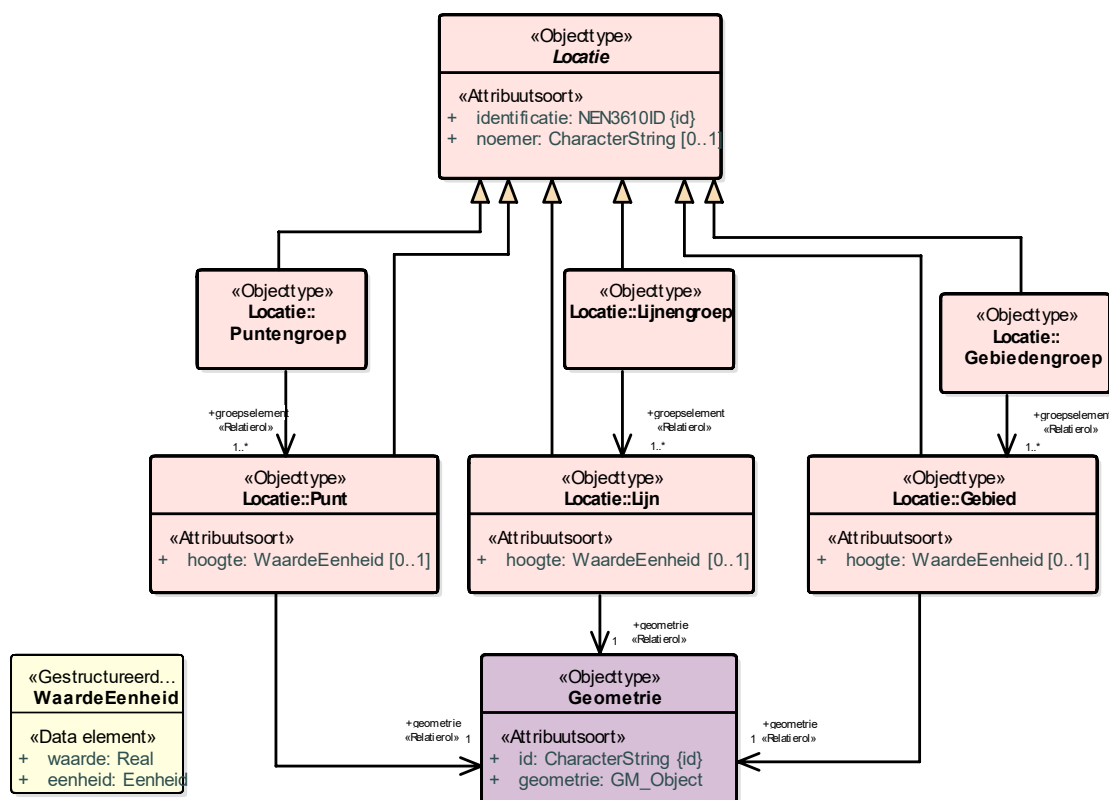 «Objecttype»
Locatie
«Attribuutsoort»
+ identificatie: NEN3610ID {id}
+ noemer: CharacterString [0..1]
«Objecttype»
Locatie::
Puntengroep
«Objecttype»
Locatie::Lijnengroep
«Objecttype»
Locatie::
Gebiedengroep
+groepselement
«Relatierol»
1..*
+groepselement
«Relatierol»
1..*
+groepselement
«Relatierol»
1..*
«Objecttype»
Locatie::Punt
«Attribuutsoort»
+ hoogte: WaardeEenheid [0..1]
«Objecttype»
Locatie::Lijn
«Attribuutsoort»
+ hoogte: WaardeEenheid [0..1]
«Objecttype»
Locatie::Gebied
«Attribuutsoort»
+ hoogte: WaardeEenheid [0..1]
+geometrie
«Relatierol»
1
«Gestructureerd...
WaardeEenheid
«Data element»
+ waarde: Real
+ eenheid: Eenheid
+geometrie
«Relatierol»
1
«Objecttype»
Geometrie
«Attribuutsoort»
+ id: CharacterString {id}
+ geometrie: GM_Object
+geometrie
«Relatierol»
1